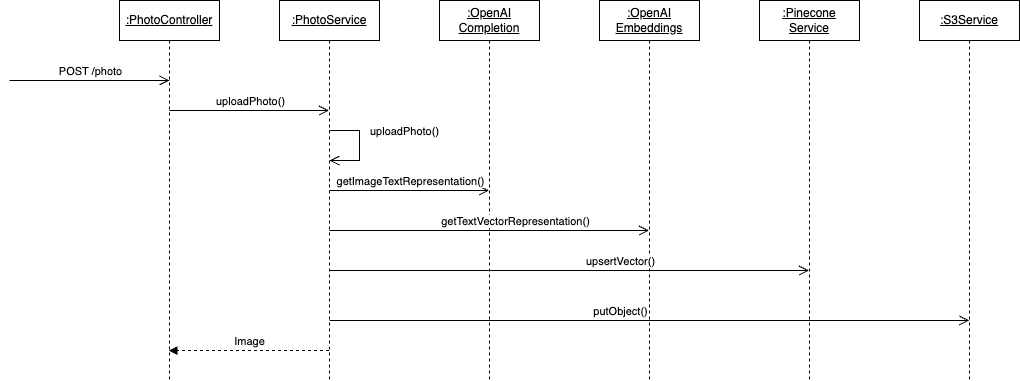 :PhotoController
:PhotoService
:OpenAI
Completion
:OpenAI
Embeddings
:Pinecone
Service
:S3Service
POST /photo
uploadPhoto()
uploadPhoto()
getImageTextRepresentation()
getTextVectorRepresentation()
upsertVector()
putObject()
Image